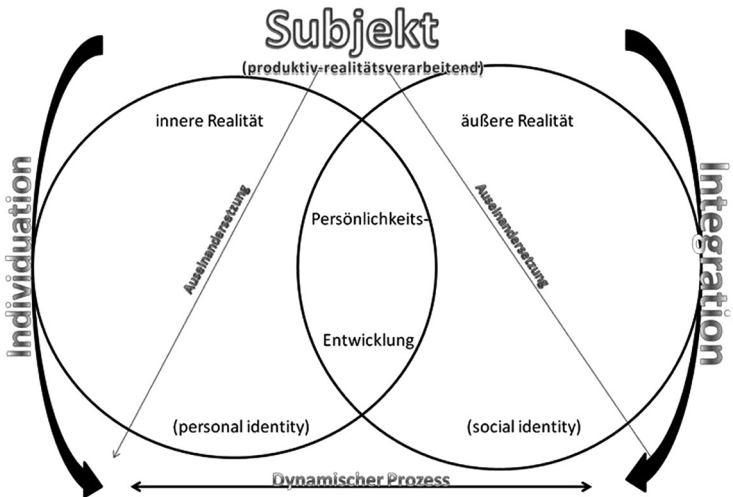 Subjekt
(produktiv-realitätsverarbeitend)
innere Realität
äußere Realität
Individuation
Auseinandersetzung
Persönlichkeits-
Auseinandersetzung
Integration
Entwicklung
(personal identity)
(social identity)
Dynamischer Prozess